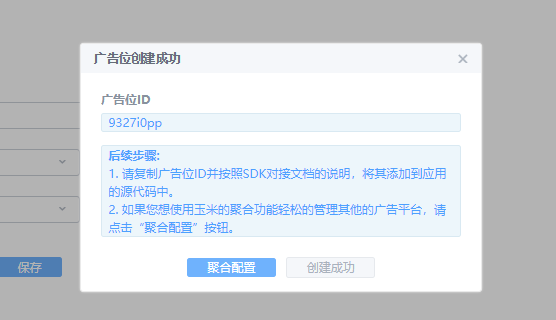 广告位创建成功
广告位ID
9327i0pp
后续步骤:
1. 请复制广告位ID并按照SDK对接文档的说明，将其添加到应用
的源代码中。
2. 如果您想使用玉米的聚合功能轻松的管理其他的广告平台，请
点击“聚合配置”按钮。
保存
聚合配置
创建成功